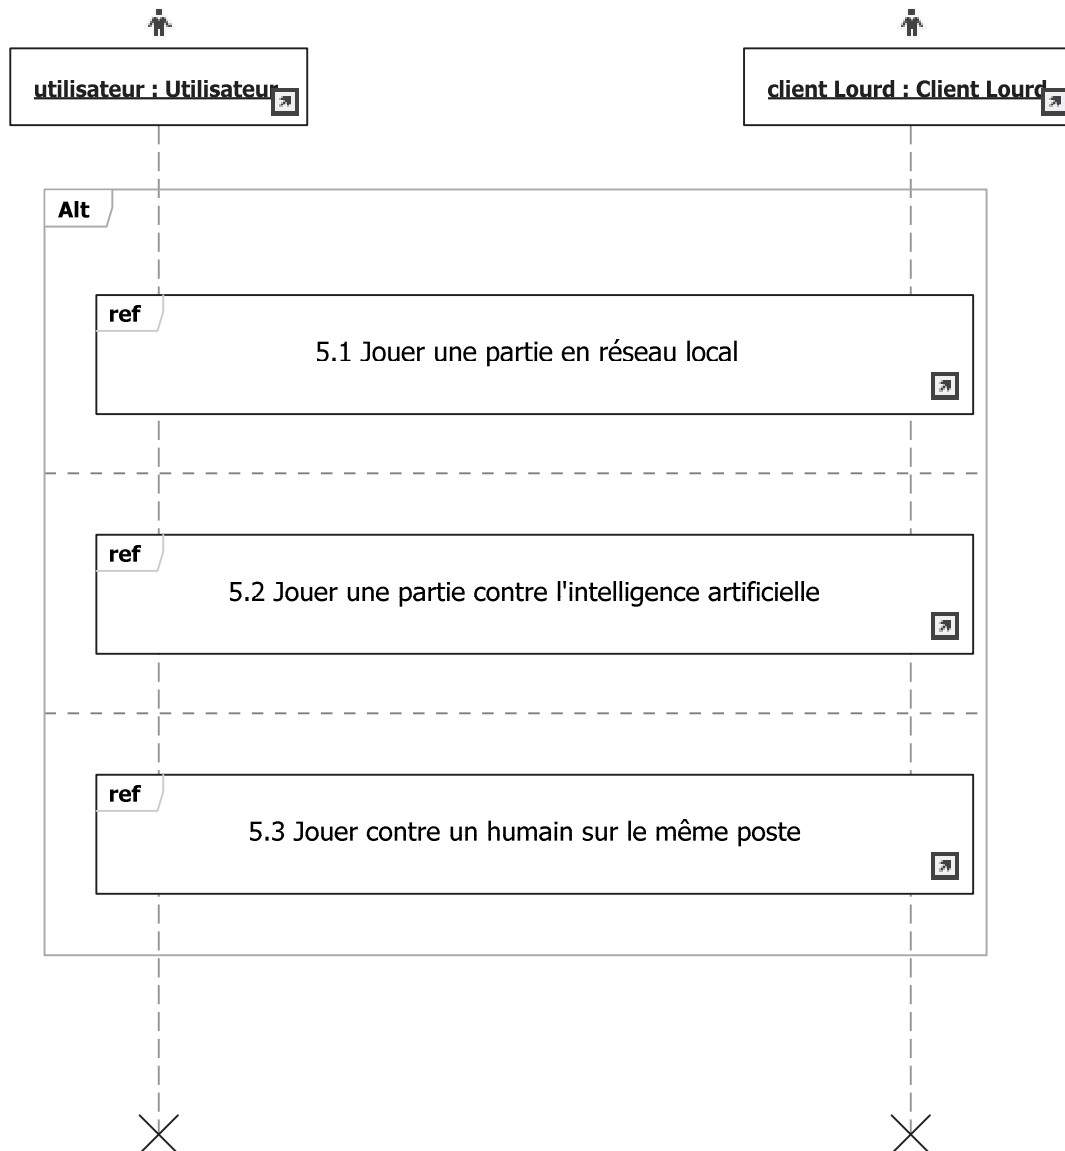 utilisateur : Utilisateur
client Lourd : Client Lourd
Alt
ref
5.1 Jouer une partie en réseau local
ref
5.2 Jouer une partie contre l'intelligence artificielle
ref
5.3 Jouer contre un humain sur le même poste